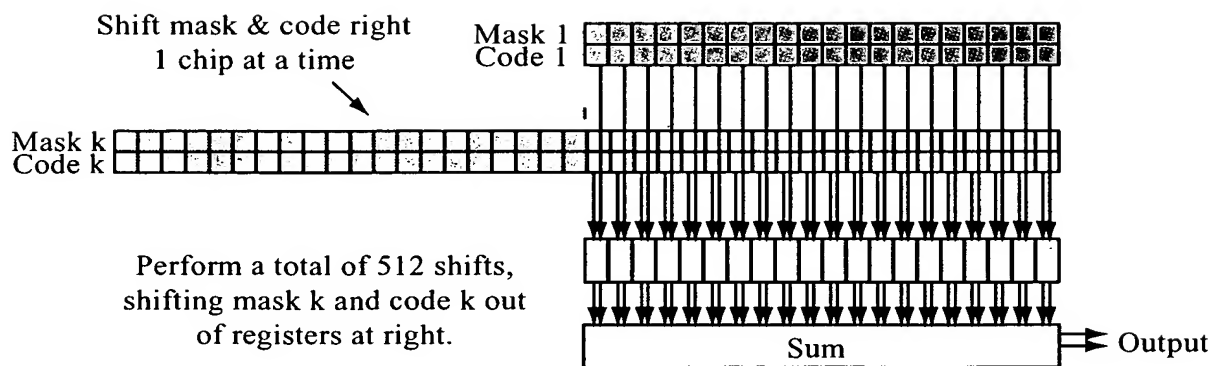 Shift mask & code right
1 chip at a time
Mask 1
Code 1
Mask k
Code k
Perform a total of 512 shifts,
shifting mask k and code k out
of registers at right.
Sum
Output